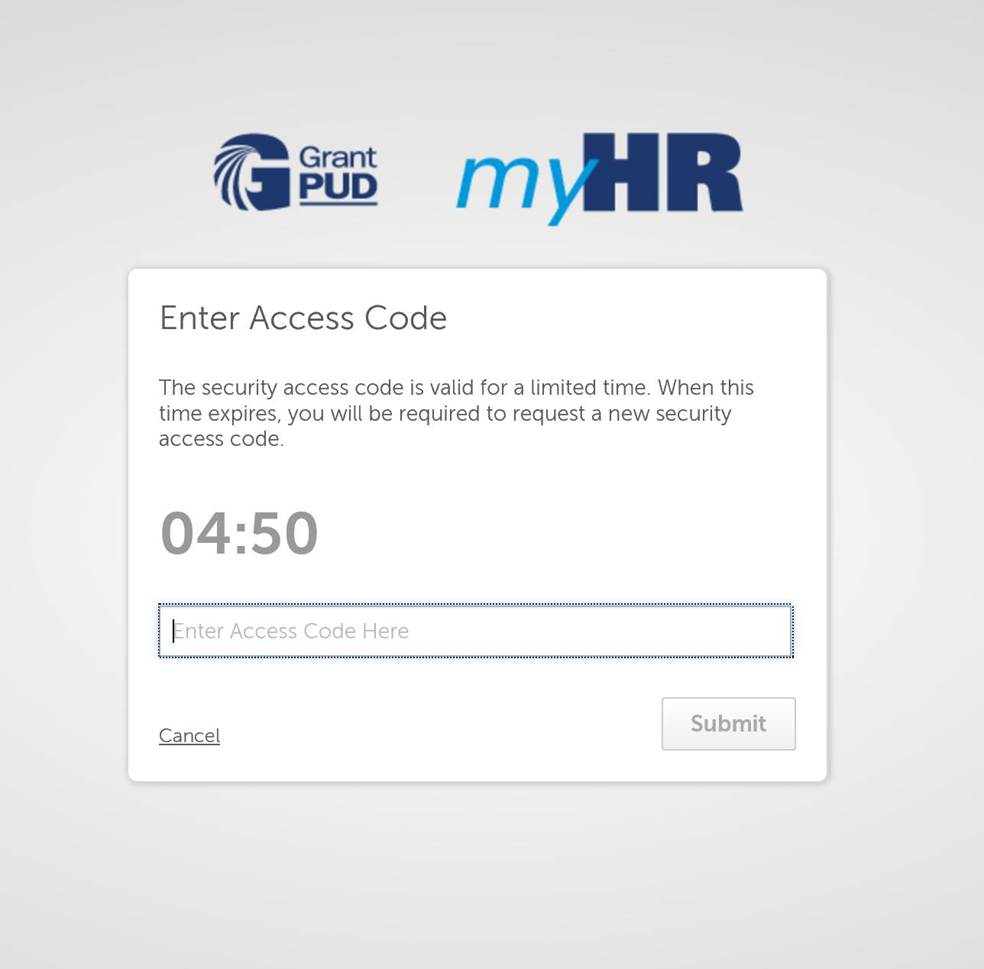 Grant
PUD
myHR
Enter Access Code
The security access code is valid for a limited time. When this
time expires, you will be required to request a new security
access code.
04:50
Enter Access Code Here
Cancel
Submit